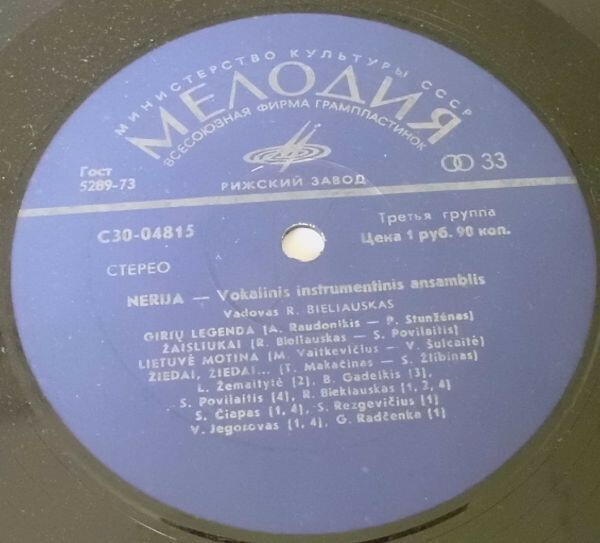 МИНИСТЕРСТВО КУЛЬТУРЫ СССР
МЕЛОДИЯ
ВСЕСОЮЗНАЯ ФИРМА ГРАМПЛАСТИНОК
Гост
5289-73
33
РИЖСКИЙ ЗАВОД
С30-04815
Третья группа
Цена 1 руб. 90 коп.
СТЕРЕО
NERIJA — Vokalinis instrumentinis ansamblis
Vadovas R. BIELIAUSKAS
GIRIŲ LEGENDA (A. Raudonikis — P. Stunžėnas)
ŽAISLIUKAI (R. Bieliauskas — S. Povilaitis)
LIETUVĖ MOTINA (M. Vaitkevičius — V. Šulcaitė)
ŽIEDAI, ŽIEDAI... (T. Makačinas — S. Žlibinas)
L. Žemaitytė (2), B. Gadeikis (3),
S. Povilaitis (4), R. Biekiauskas (1, 2, 4)
S. Čiapas (1, 4), S. Rezgevičius (1)
V. Jegorovas (1, 4), G. Radčenka (1)